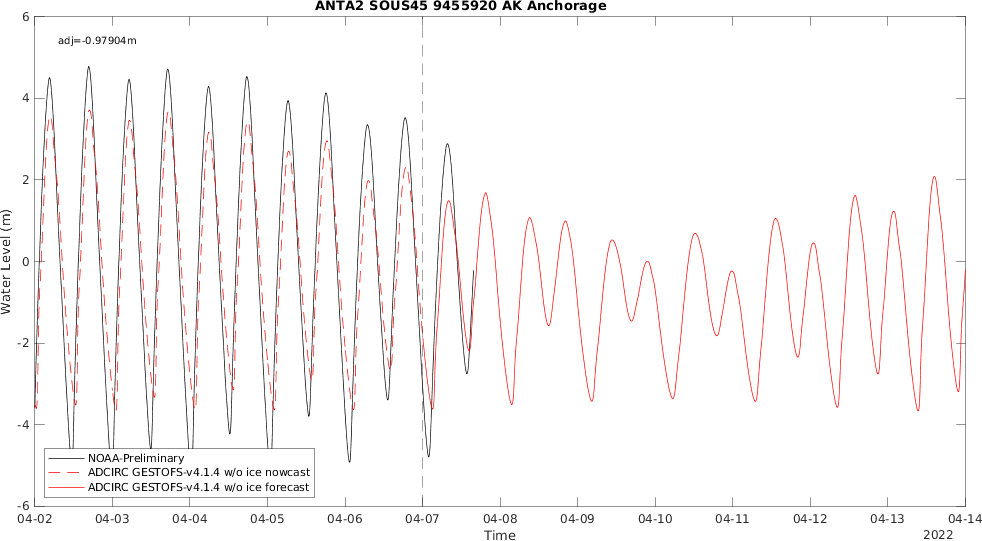 ANTA2 SOUS45 9455920 AK Anchorage
adj=-0.97904m
6
4
2
0
-2
-4
-6
Water Level (m)
NOAA-Preliminary
ADCIRC GESTOFS-v4.1.4 w/o ice nowcast
ADCIRC GESTOFS-v4.1.4 w/o ice forecast
04-02 04-03 04-04 04-05 04-06 04-07 04-08 04-09 04-10 04-11 04-12 04-13 04-14
Time
2022